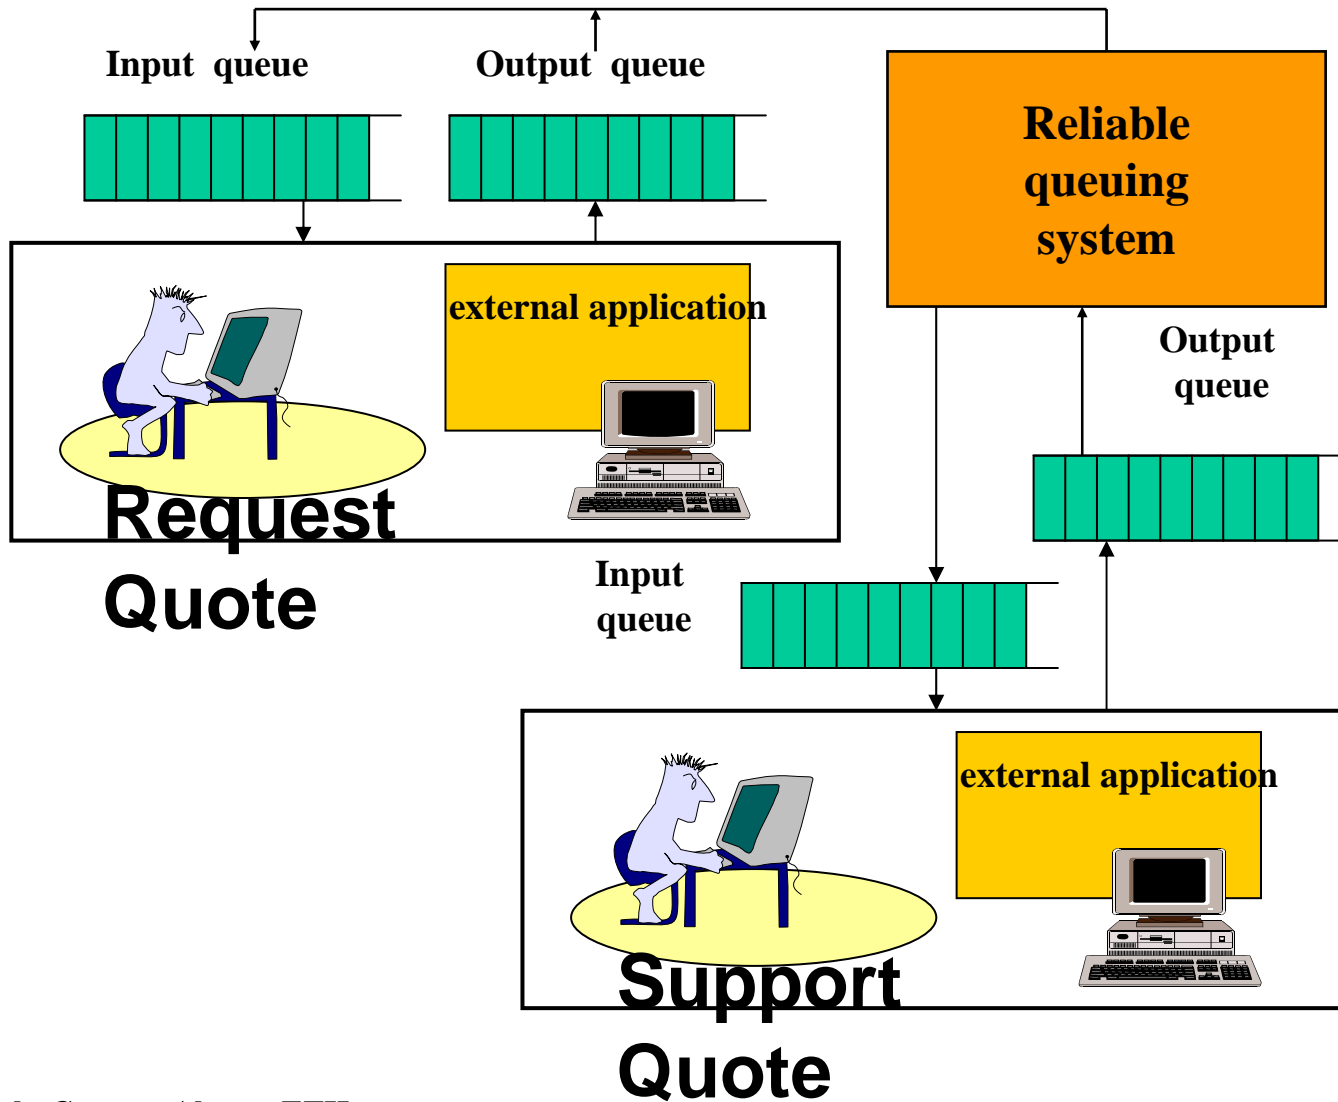 Input queue
Output queue
Reliable
queuing
system
external application
Request
Quote
Output
queue
Input
queue
external application
Support
Quote